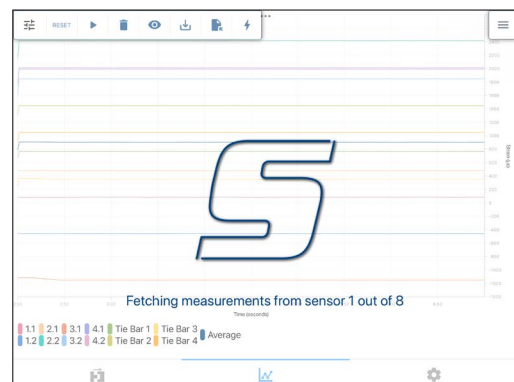 RESET
Strain (με)
Fetching measurements from sensor 1 out of 8
Time (seconds)
1.1 2.1 3.1 4.1 Tie Bar 1 Tie Bar 3
1.2 2.2 3.2 4.2 Tie Bar 2 Tie Bar 4
Average